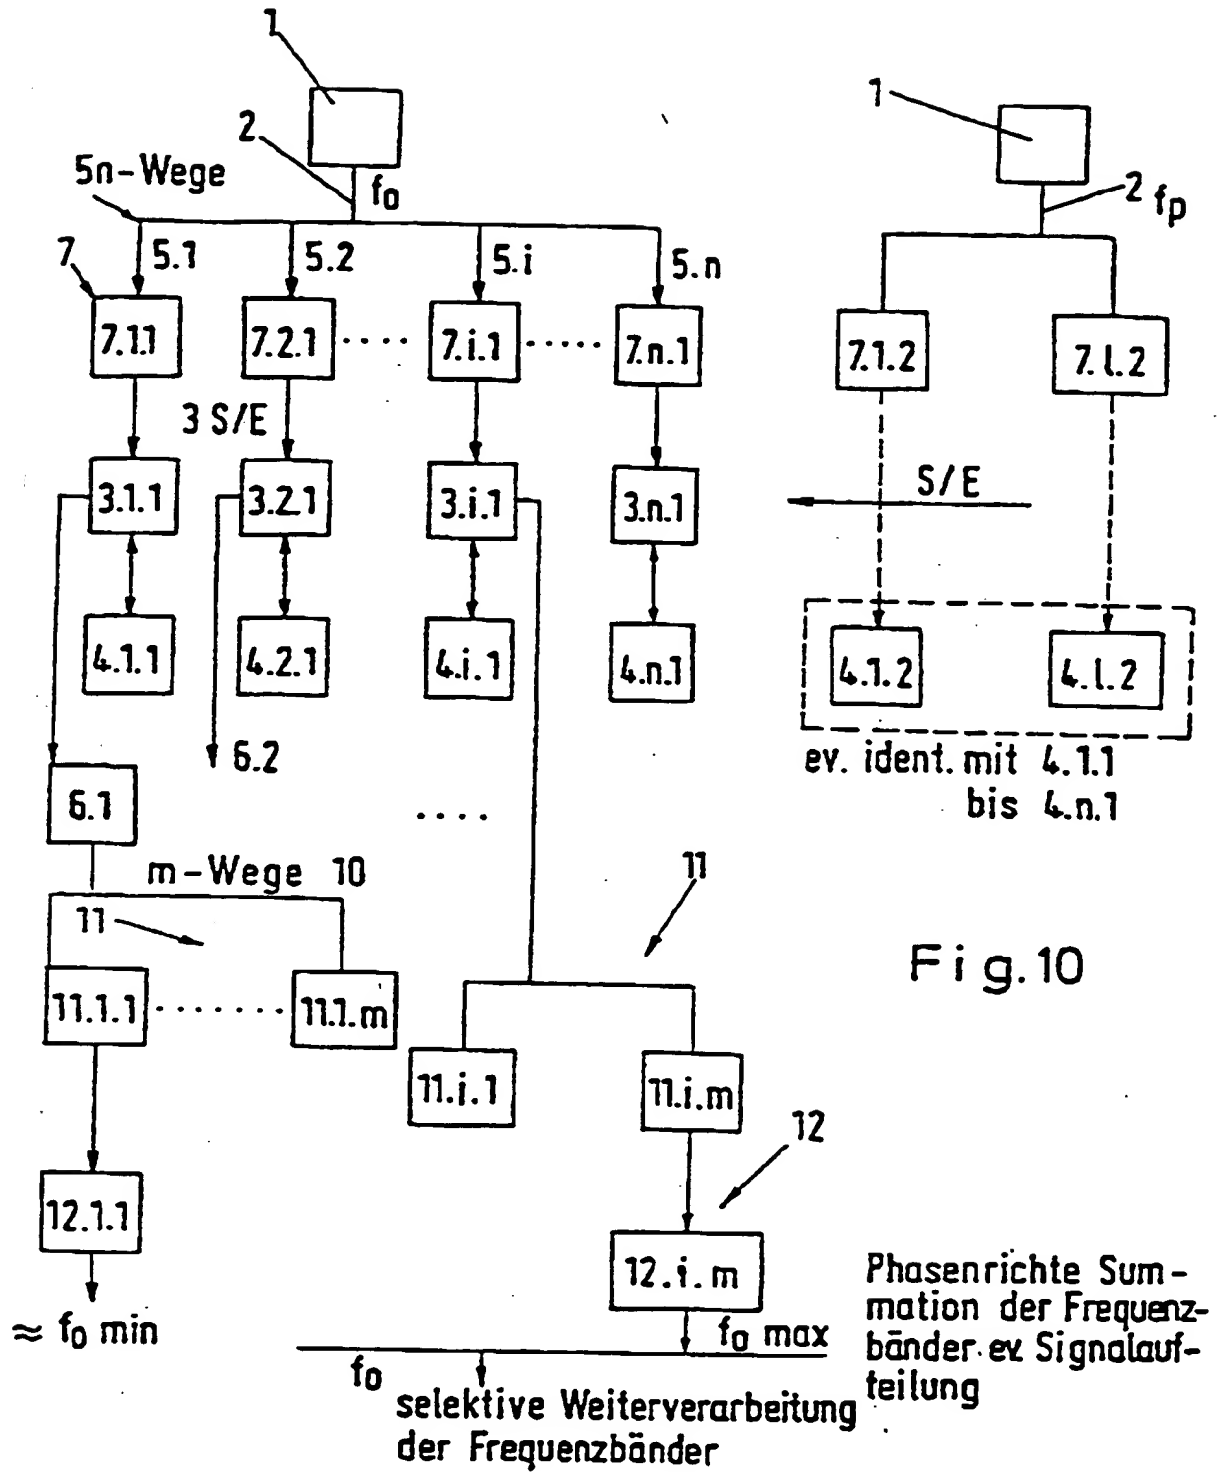 1
2
f₀
5n-Wege
7
5.1
5.2
5.i
5.n
7.1.1
7.2.1
7.i.1
7.n.1
3 S/E
3.1.1
3.2.1
3.i.1
3.n.1
4.1.1
4.2.1
4.i.1
4.n.1
6.2
6.1
m-Wege 10
11
11.1.1
11.1.m
11
11.i.1
11.i.m
12
12.1.1
12.i.m
≈ f₀ min
f₀ max
f₀
selektive Weiterverarbeitung
der Frequenzbänder
1
2 fp
7.1.2
7.l.2
S/E
4.1.2
4.l.2
ev. ident. mit 4.1.1
bis 4.n.1
Fig.10
Phasenrichte Sum-
mation der Frequenz-
bänder ev. Signalauf-
teilung